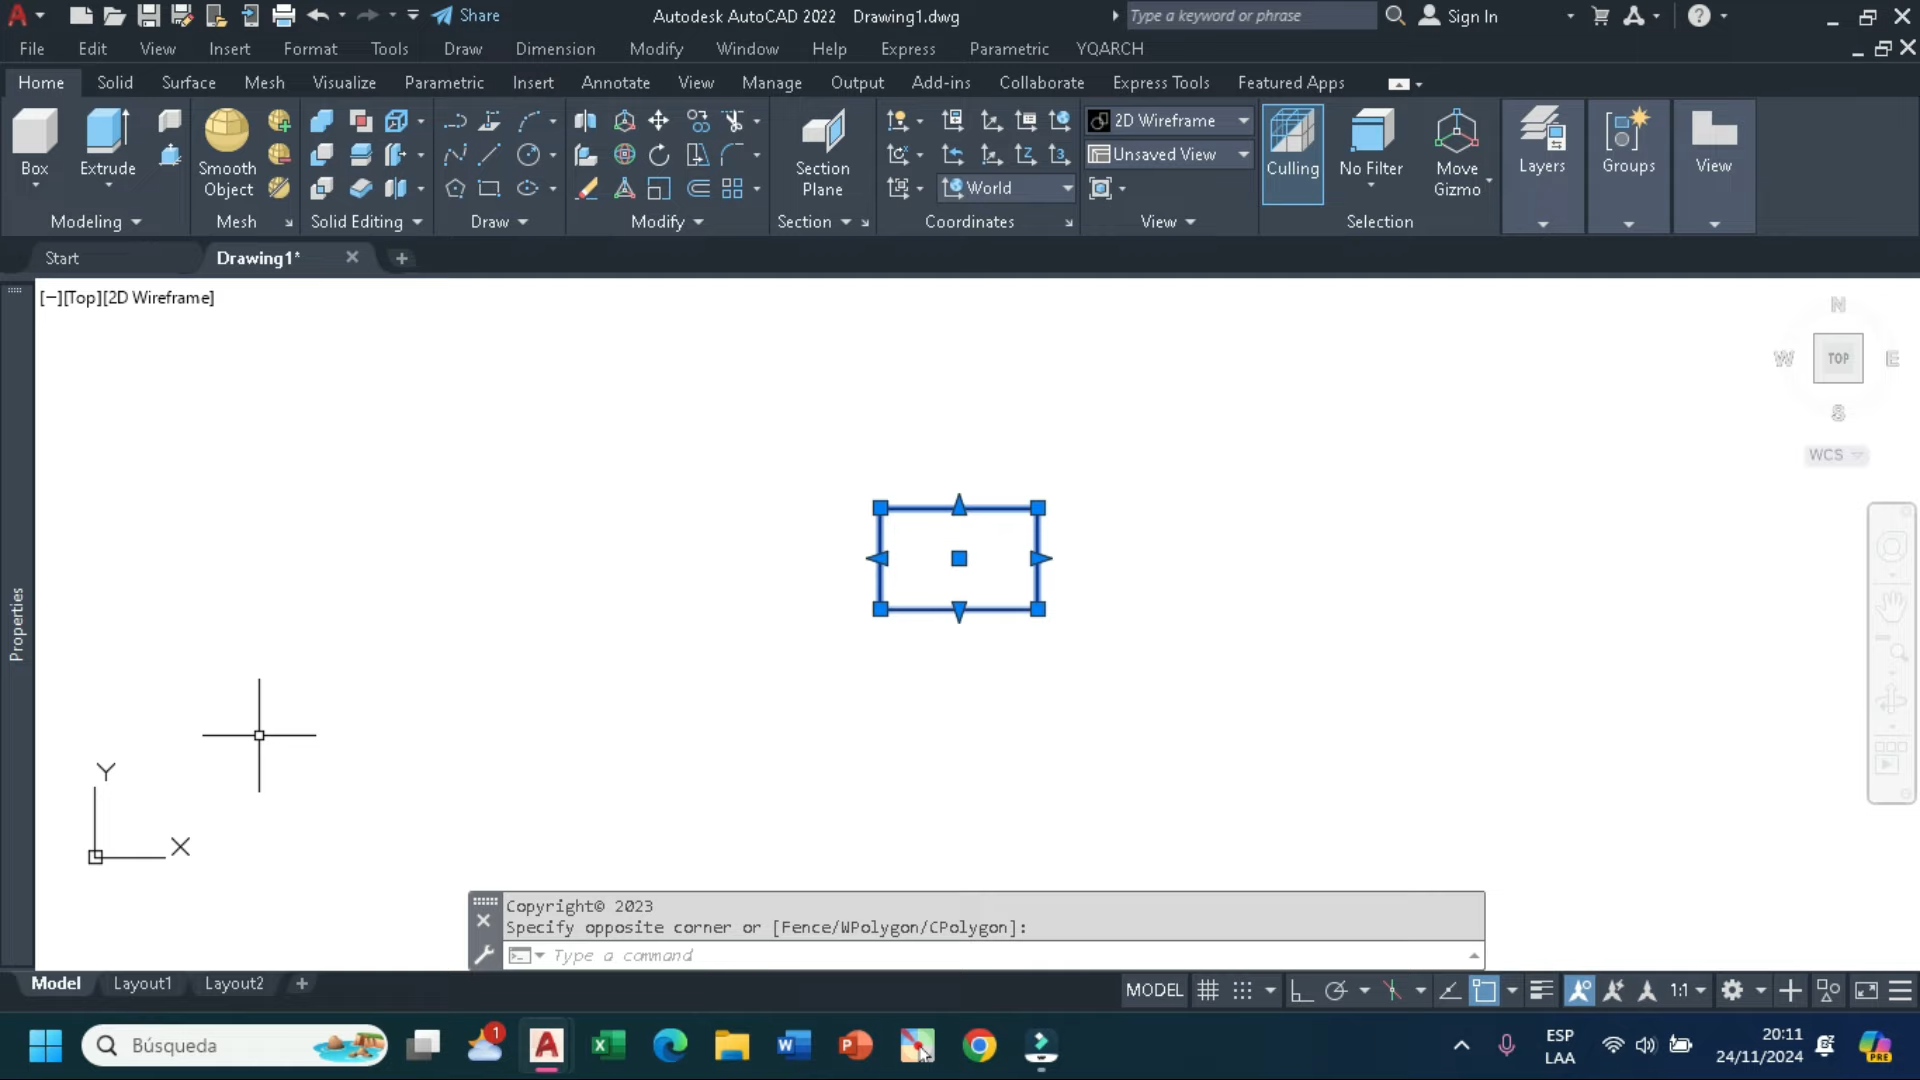 Share
Autodesk AutoCAD 2022 Drawing1.dwg
Type a keyword or phrase
Sign In
File Edit View Insert Format Tools Draw Dimension Modify Window Help Express Parametric YQARCH
Home Solid Surface Mesh Visualize Parametric Insert Annotate View Manage Output Add-ins Collaborate Express Tools Featured Apps
Box
Extrude
Smooth
Object
Section
Plane
2D Wireframe
Unsaved View
World
Culling
No Filter
Move
Gizmo
Layers
Groups
View
Modeling
Mesh
Solid Editing
Draw
Modify
Section
Coordinates
View
Selection
Start
Drawing1*
[−][Top][2D Wireframe]
N
W
TOP
E
S
WCS
Properties
Y
X
Copyright© 2023
Specify opposite corner or [Fence/WPolygon/CPolygon]:
Type a command
Model Layout1 Layout2
MODEL
1:1
Búsqueda
1
ESP
LAA
20:11
24/11/2024
PRE